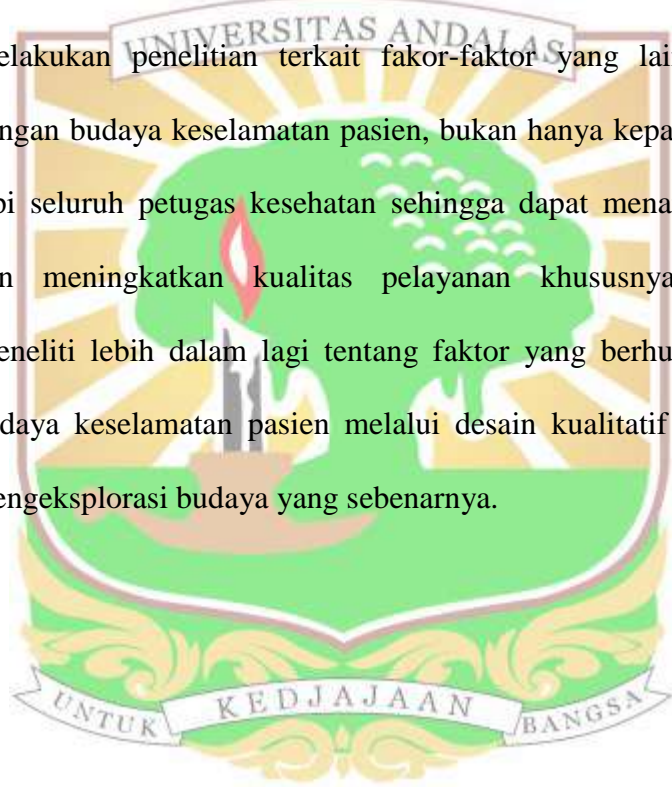 UNIVERSITAS ANDALAS
elakukan penelitian terkait fakor-faktor yang lai
ngan budaya keselamatan pasien, bukan hanya kepa
pi seluruh petugas kesehatan sehingga dapat mena
n meningkatkan kualitas pelayanan khususnya
eneliti lebih dalam lagi tentang faktor yang berhu
daya keselamatan pasien melalui desain kualitatif
engeksplorasi budaya yang sebenarnya.
UNTUK KEDJAJAAN BANGSA